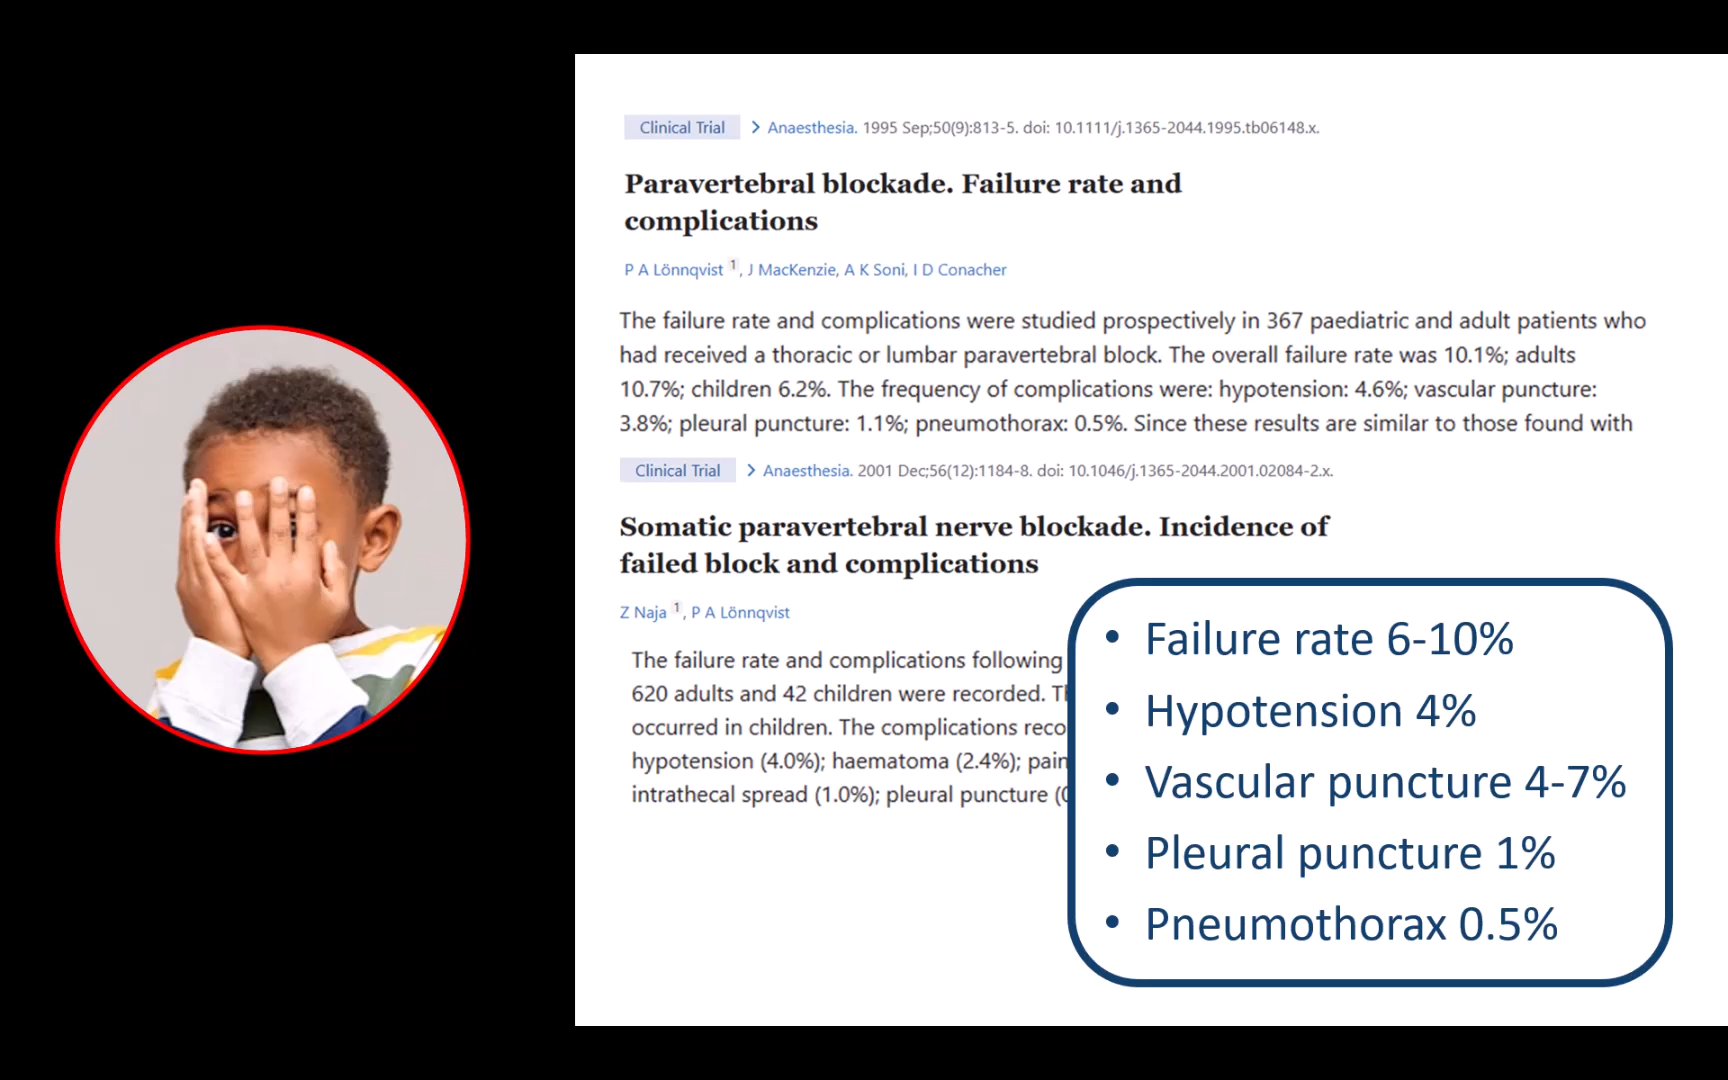 Clinical Trial > Anaesthesia. 1995 Sep;50(9):813-5. doi: 10.1111/j.1365-2044.1995.tb06148.x.
Paravertebral blockade. Failure rate and
complications
P A Lönnqvist 1, J MacKenzie, A K Soni, I D Conacher
The failure rate and complications were studied prospectively in 367 paediatric and adult patients who
had received a thoracic or lumbar paravertebral block. The overall failure rate was 10.1%; adults
10.7%; children 6.2%. The frequency of complications were: hypotension: 4.6%; vascular puncture:
3.8%; pleural puncture: 1.1%; pneumothorax: 0.5%. Since these results are similar to those found with
Clinical Trial > Anaesthesia. 2001 Dec;56(12):1184-8. doi: 10.1046/j.1365-2044.2001.02084-2.x.
Somatic paravertebral nerve blockade. Incidence of
failed block and complications
Z Naja 1, P A Lönnqvist
The failure rate and complications following
620 adults and 42 children were recorded.
occurred in children. The complications
hypotension (4.0%); haematoma (2.4%); pain
intrathecal spread (1.0%); pleural puncture
• Failure rate 6-10%
• Hypotension 4%
• Vascular puncture 4-7%
• Pleural puncture 1%
• Pneumothorax 0.5%